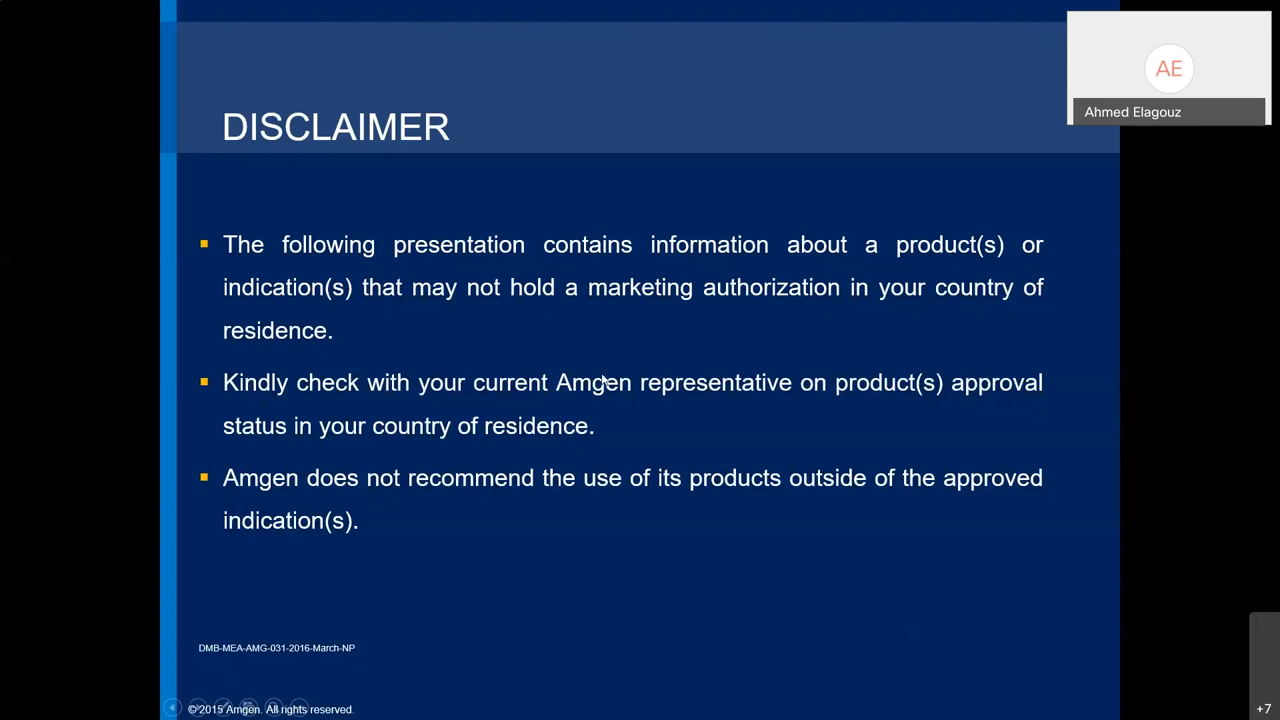 AE
Ahmed Elagouz
DISCLAIMER
The following presentation contains information about a product(s) or
indication(s) that may not hold a marketing authorization in your country of
residence.
Kindly check with your current Amgen representative on product(s) approval
status in your country of residence.
Amgen does not recommend the use of its products outside of the approved
indication(s).
DMB-MEA-AMG-031-2016-March-NP
© 2015 Amgen. All rights reserved.
+7